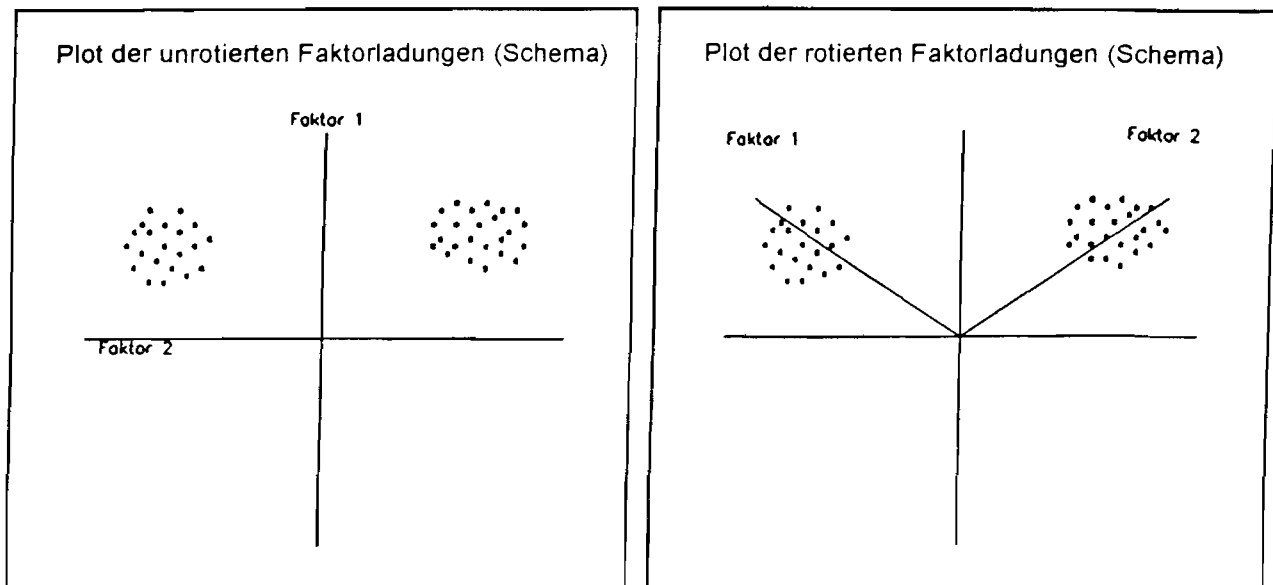 Plot der unrotierten Faktorladungen (Schema)
Faktor 1
Faktor 2
Plot der rotierten Faktorladungen (Schema)
Faktor 1
Faktor 2